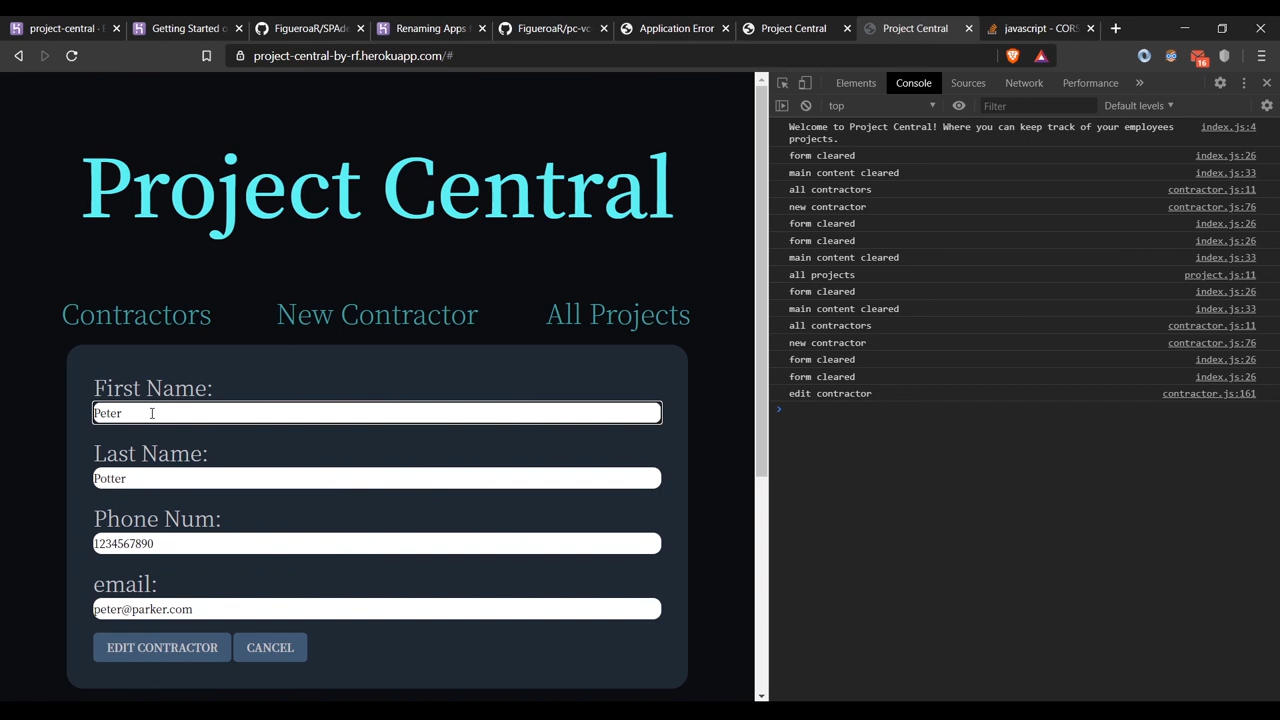 project-central · E
Getting Started o
FigueroaR/SPAde
Renaming Apps f
FigueroaR/pc-vc
Application Error
Project Central
Project Central
javascript - CORS
project-central-by-rf.herokuapp.com/#
16
Elements Console Sources Network Performance »
top Filter Default levels
Project Central
Contractors New Contractor All Projects
First Name:
Peter
Last Name:
Potter
Phone Num:
1234567890
email:
peter@parker.com
EDIT CONTRACTOR CANCEL
Welcome to Project Central! Where you can keep track of your employees index.js:4
projects.
form cleared index.js:26
main content cleared index.js:33
all contractors contractor.js:11
new contractor contractor.js:76
form cleared index.js:26
form cleared index.js:26
main content cleared index.js:33
all projects project.js:11
form cleared index.js:26
main content cleared index.js:33
all contractors contractor.js:11
new contractor contractor.js:76
form cleared index.js:26
form cleared index.js:26
edit contractor contractor.js:161